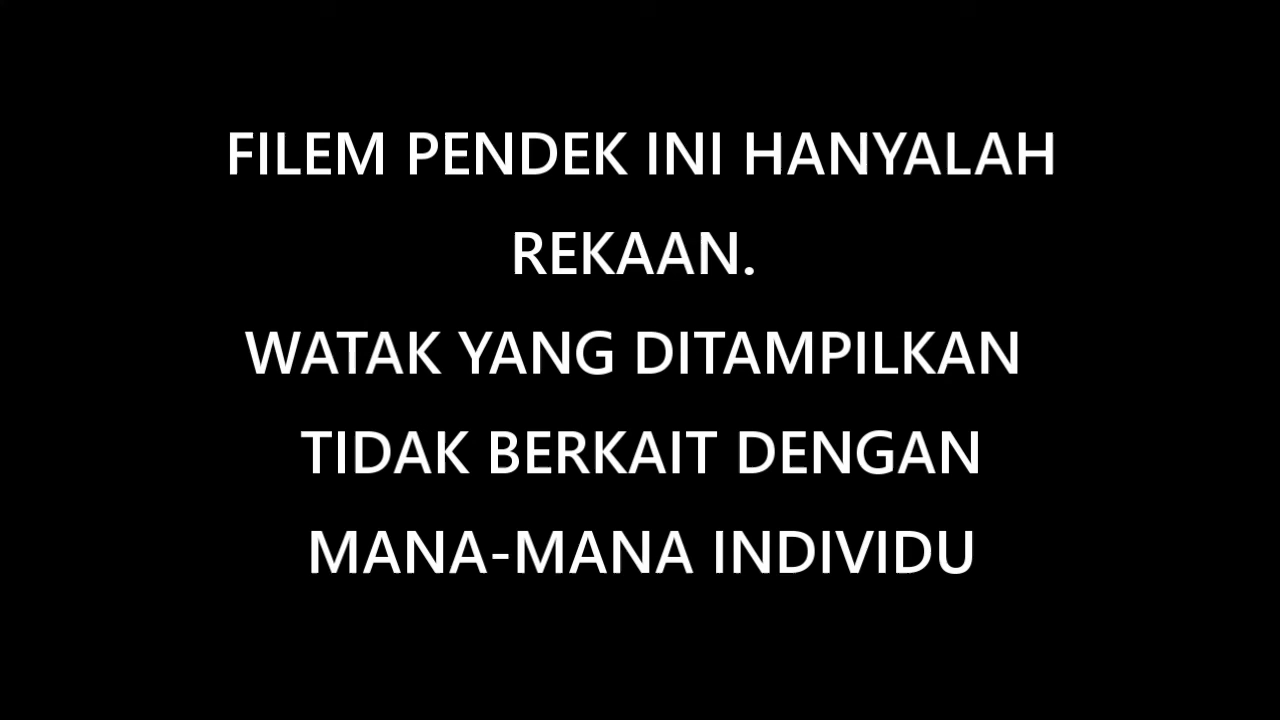 FILEM PENDEK INI HANYALAH
REKAAN.
WATAK YANG DITAMPILKAN
TIDAK BERKAIT DENGAN
MANA-MANA INDIVIDU